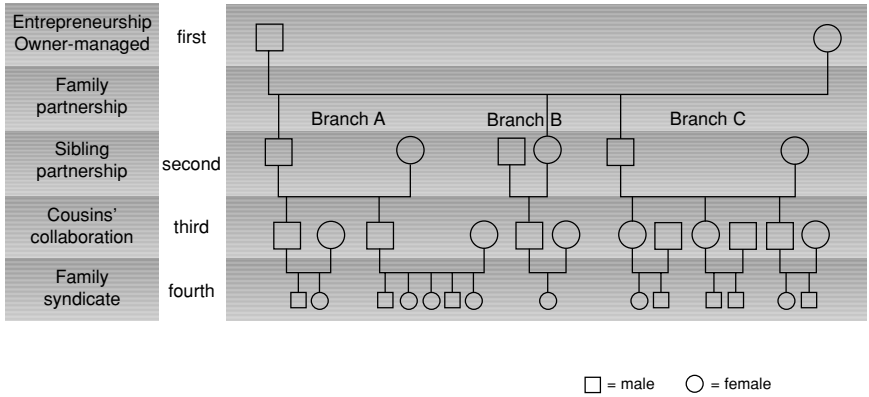 Entrepreneurship
Owner-managed
first
Family
partnership
Branch A
Branch B
Branch C
Sibling
partnership
second
Cousins’
collaboration
third
Family
syndicate
fourth
= male
= female